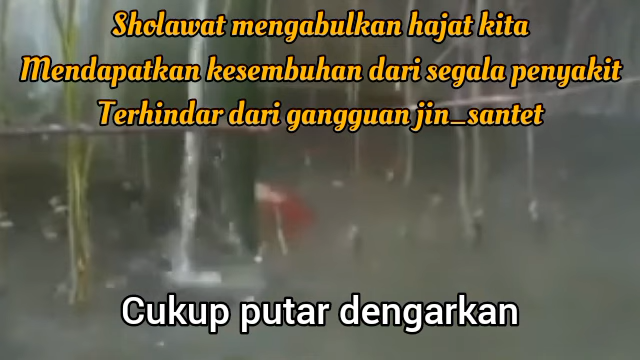 Sholawat mengabulkan hajat kita
Mendapatkan kesembuhan dari segala penyakit
Terhindar dari gangguan jin_santet
Cukup putar dengarkan